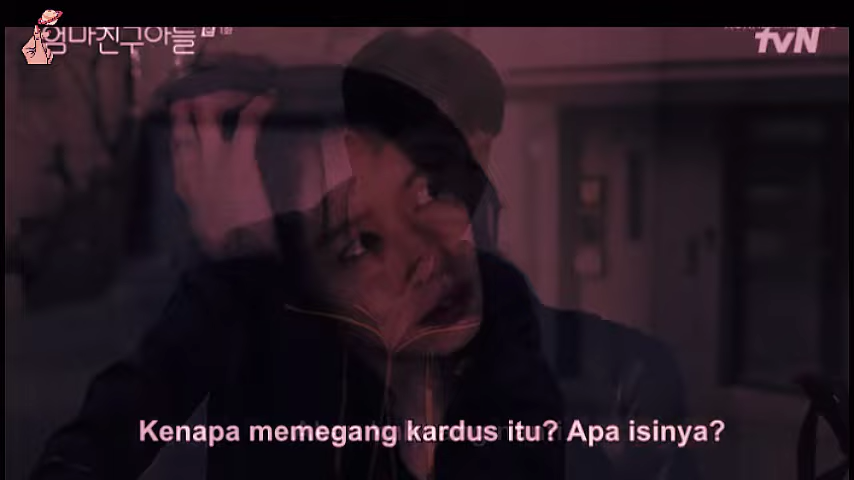 엄마친구아들
tvN
Kenapa memegang kardus itu? Apa isinya?